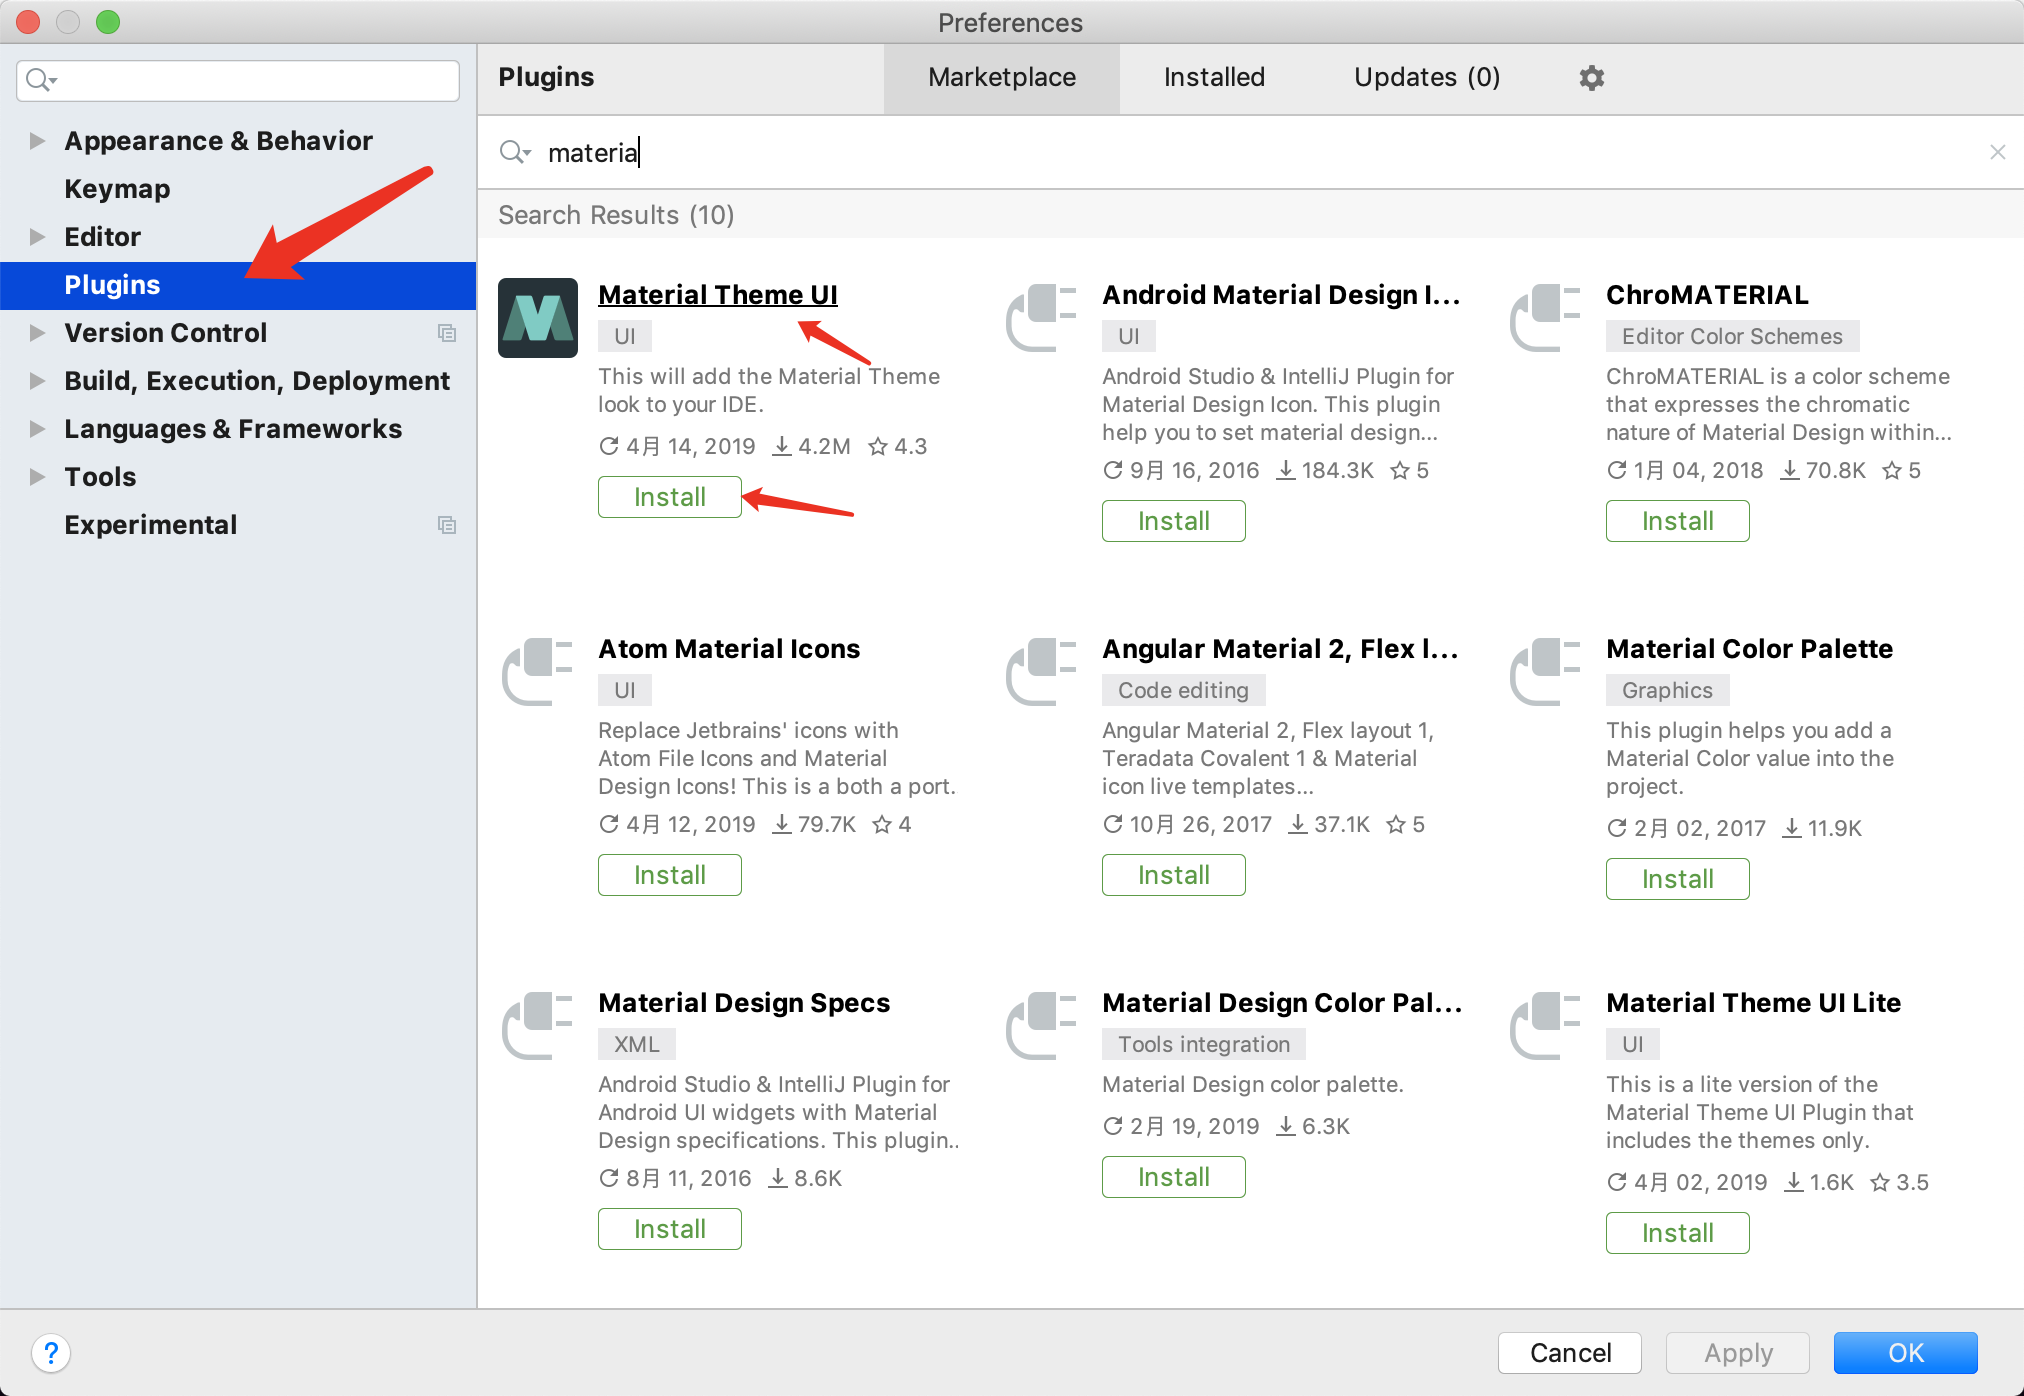 Preferences
Plugins
Marketplace
Installed
Updates (0)
Appearance & Behavior
Keymap
Editor
Plugins
Version Control
Build, Execution, Deployment
Languages & Frameworks
Tools
Experimental
materia
Search Results (10)
Material Theme UI
UI
This will add the Material Theme
look to your IDE.
4月 14, 2019 4.2M 4.3
Install
Android Material Design I...
UI
Android Studio & IntelliJ Plugin for
Material Design Icon. This plugin
help you to set material design...
9月 16, 2016 184.3K 5
Install
ChroMATERIAL
Editor Color Schemes
ChroMATERIAL is a color scheme
that expresses the chromatic
nature of Material Design within...
1月 04, 2018 70.8K 5
Install
Atom Material Icons
UI
Replace Jetbrains' icons with
Atom File Icons and Material
Design Icons! This is a both a port.
4月 12, 2019 79.7K 4
Install
Angular Material 2, Flex l...
Code editing
Angular Material 2, Flex layout 1,
Teradata Covalent 1 & Material
icon live templates...
10月 26, 2017 37.1K 5
Install
Material Color Palette
Graphics
This plugin helps you add a
Material Color value into the
project.
2月 02, 2017 11.9K
Install
Material Design Specs
XML
Android Studio & IntelliJ Plugin for
Android UI widgets with Material
Design specifications. This plugin..
8月 11, 2016 8.6K
Install
Material Design Color Pal...
Tools integration
Material Design color palette.
2月 19, 2019 6.3K
Install
Material Theme UI Lite
UI
This is a lite version of the
Material Theme UI Plugin that
includes the themes only.
4月 02, 2019 1.6K 3.5
Install
?
Cancel
Apply
OK